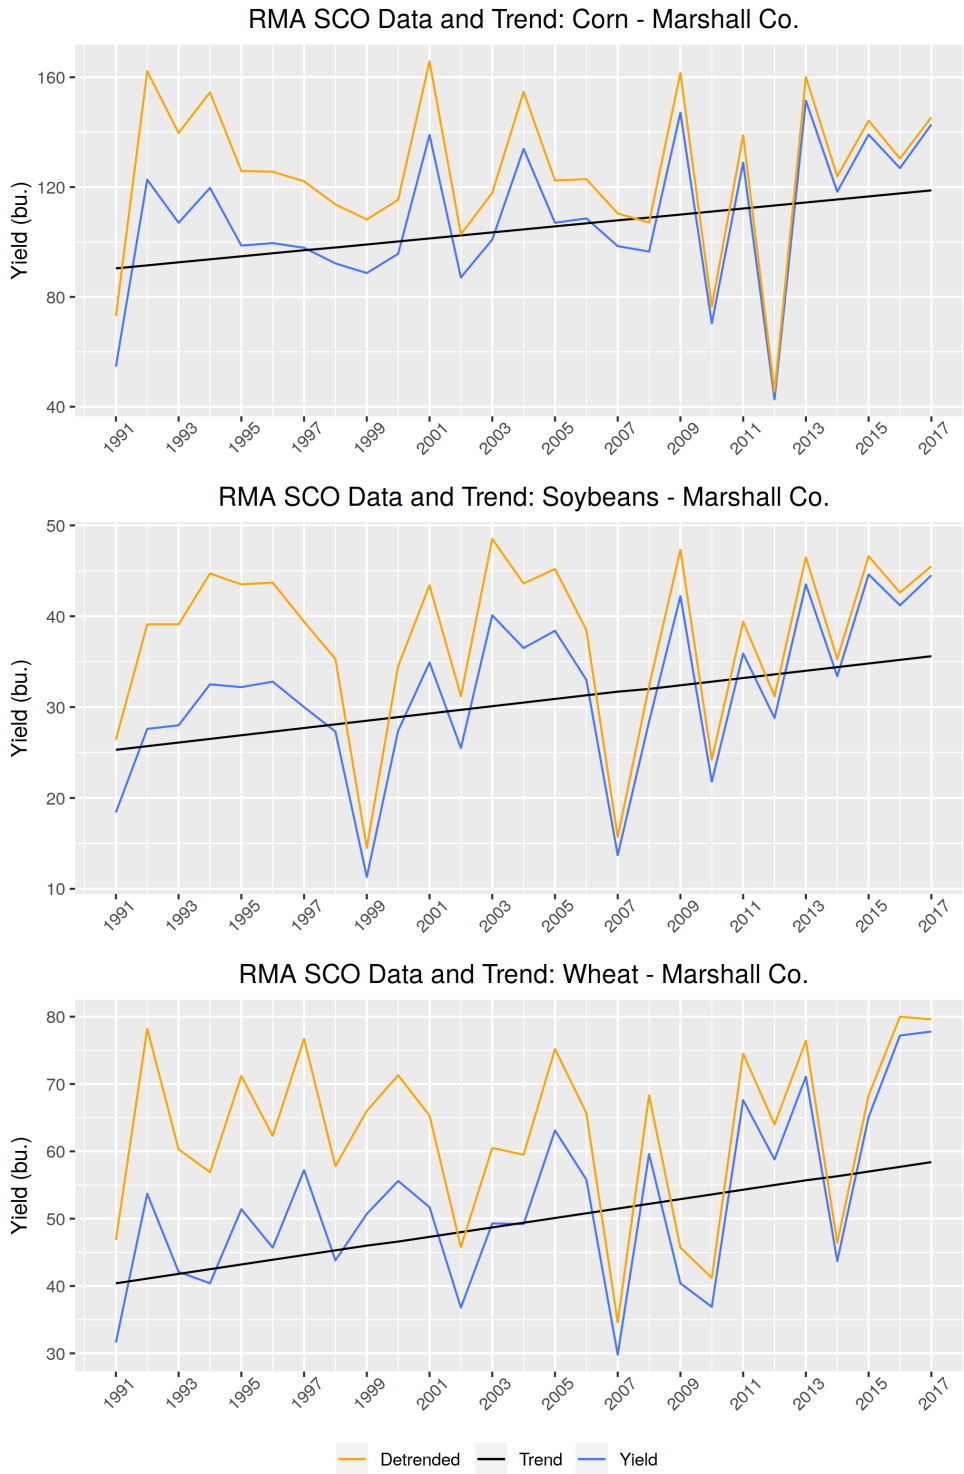 RMA SCO Data and Trend: Corn - Marshall Co.
Yield (bu.)
160
120
80
40
1991 1993 1995 1997 1999 2001 2003 2005 2007 2009 2011 2013 2015 2017
RMA SCO Data and Trend: Soybeans - Marshall Co.
Yield (bu.)
50
40
30
20
10
1991 1993 1995 1997 1999 2001 2003 2005 2007 2009 2011 2013 2015 2017
RMA SCO Data and Trend: Wheat - Marshall Co.
Yield (bu.)
80
70
60
50
40
30
1991 1993 1995 1997 1999 2001 2003 2005 2007 2009 2011 2013 2015 2017
Detrended Trend Yield